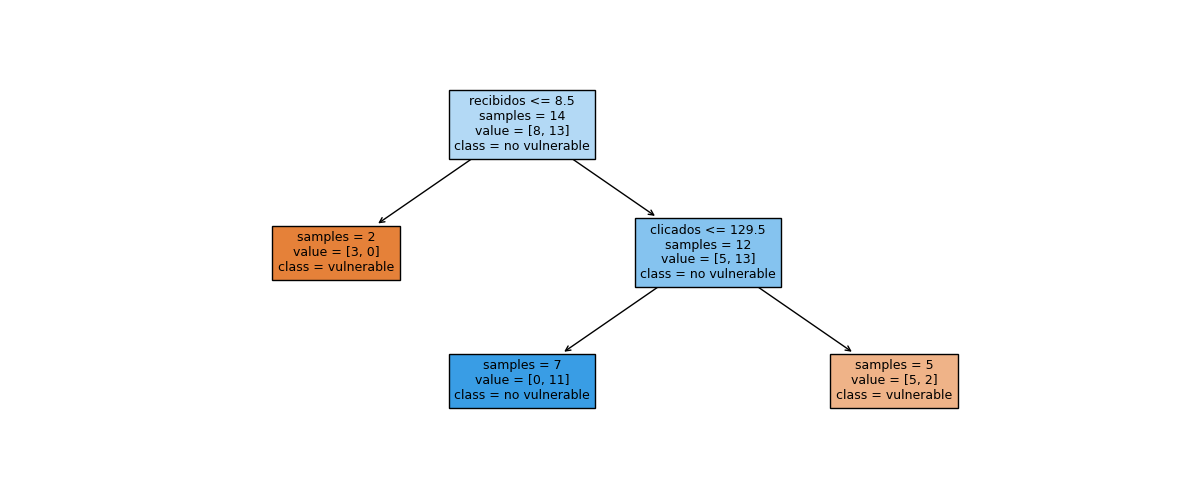 recibidos <= 8.5
samples = 14
value = [8, 13]
class = no vulnerable
samples = 2
value = [3, 0]
class = vulnerable
clicados <= 129.5
samples = 12
value = [5, 13]
class = no vulnerable
samples = 7
value = [0, 11]
class = no vulnerable
samples = 5
value = [5, 2]
class = vulnerable